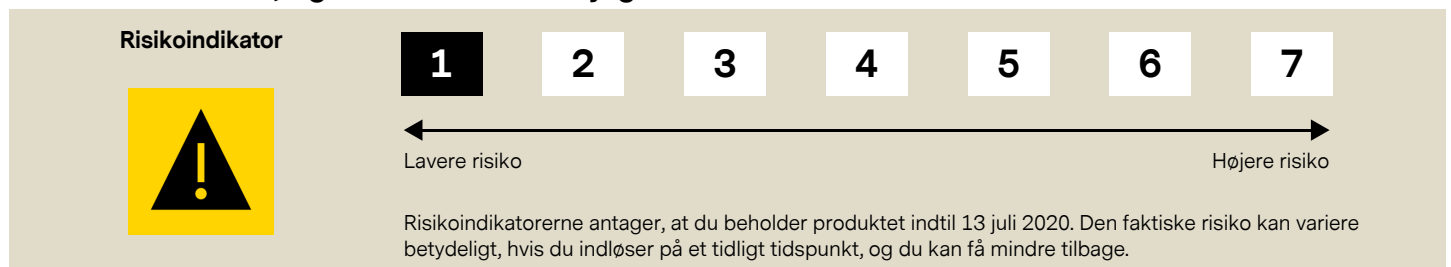 Risikoindikator
1 2 3 4 5 6 7
Lavere risiko Højere risiko
Risikoindikatorerne antager, at du beholder produktet indtil 13 juli 2020. Den faktiske risiko kan variere
betydeligt, hvis du indløser på et tidligt tidspunkt, og du kan få mindre tilbage.